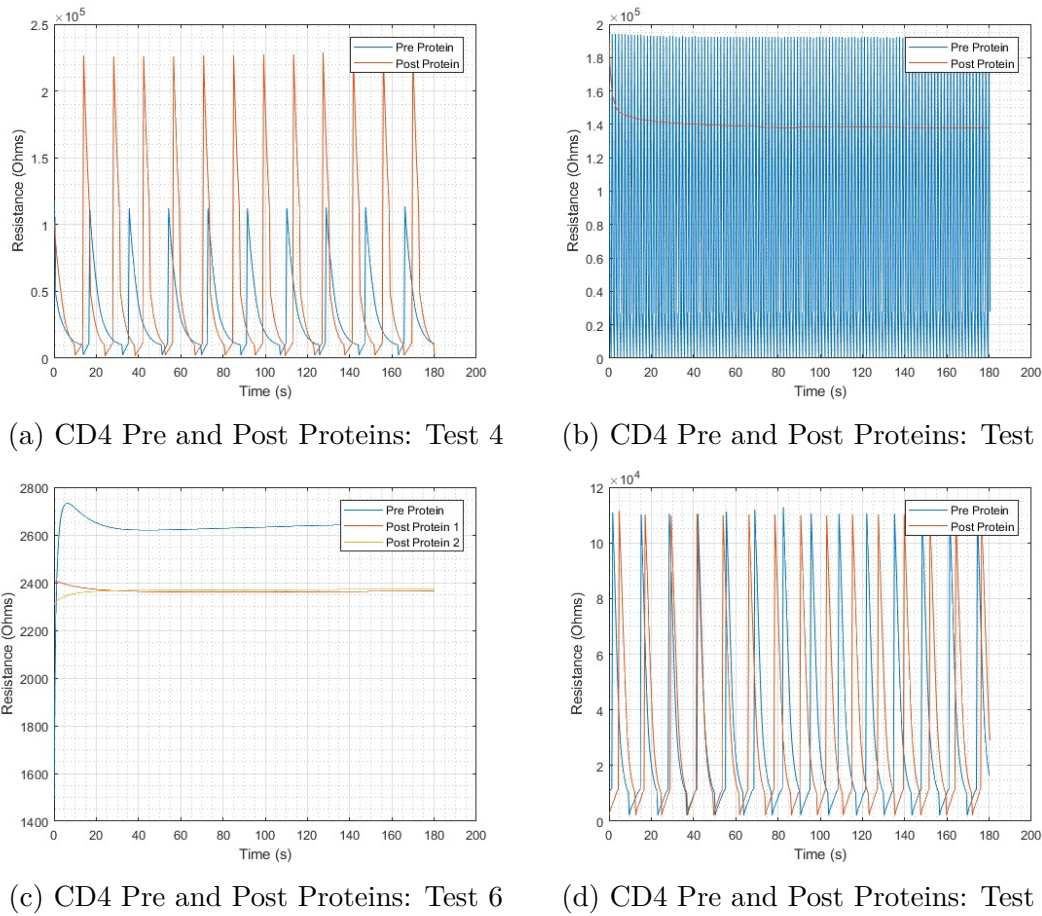 ×10⁵
2.5
2
1.5
1
0.5
0
Resistance (Ohms)
0 20 40 60 80 100 120 140 160 180 200
Time (s)
Pre Protein
Post Protein
(a) CD4 Pre and Post Proteins: Test 4
×10⁵
2
1.8
1.6
1.4
1.2
1
0.8
0.6
0.4
0.2
0
Resistance (Ohms)
0 20 40 60 80 100 120 140 160 180 200
Time (s)
Pre Protein
Post Protein
(b) CD4 Pre and Post Proteins: Test
2800
2600
2400
2200
2000
1800
1600
1400
Resistance (Ohms)
0 20 40 60 80 100 120 140 160 180 200
Time (s)
Pre Protein
Post Protein 1
Post Protein 2
(c) CD4 Pre and Post Proteins: Test 6
×10⁴
12
10
8
6
4
2
0
Resistance (Ohms)
0 20 40 60 80 100 120 140 160 180 200
Time (s)
Pre Protein
Post Protein
(d) CD4 Pre and Post Proteins: Test